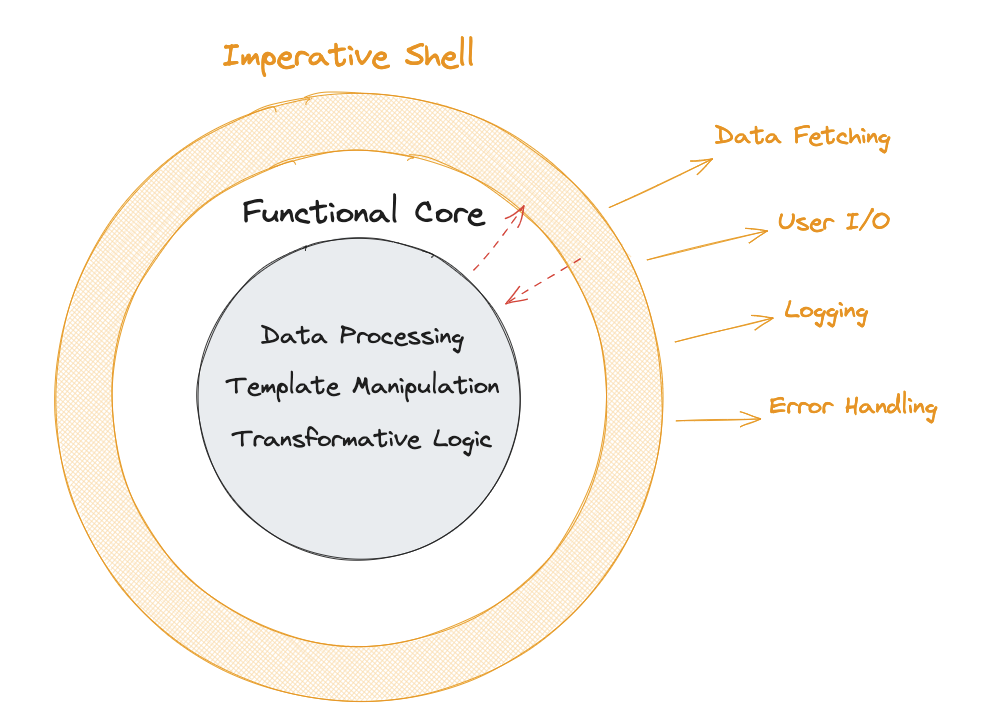 Imperative Shell
Data Fetching
Functional Core
User I/O
Logging
Data Processing
Template Manipulation
Transformative Logic
Error Handling